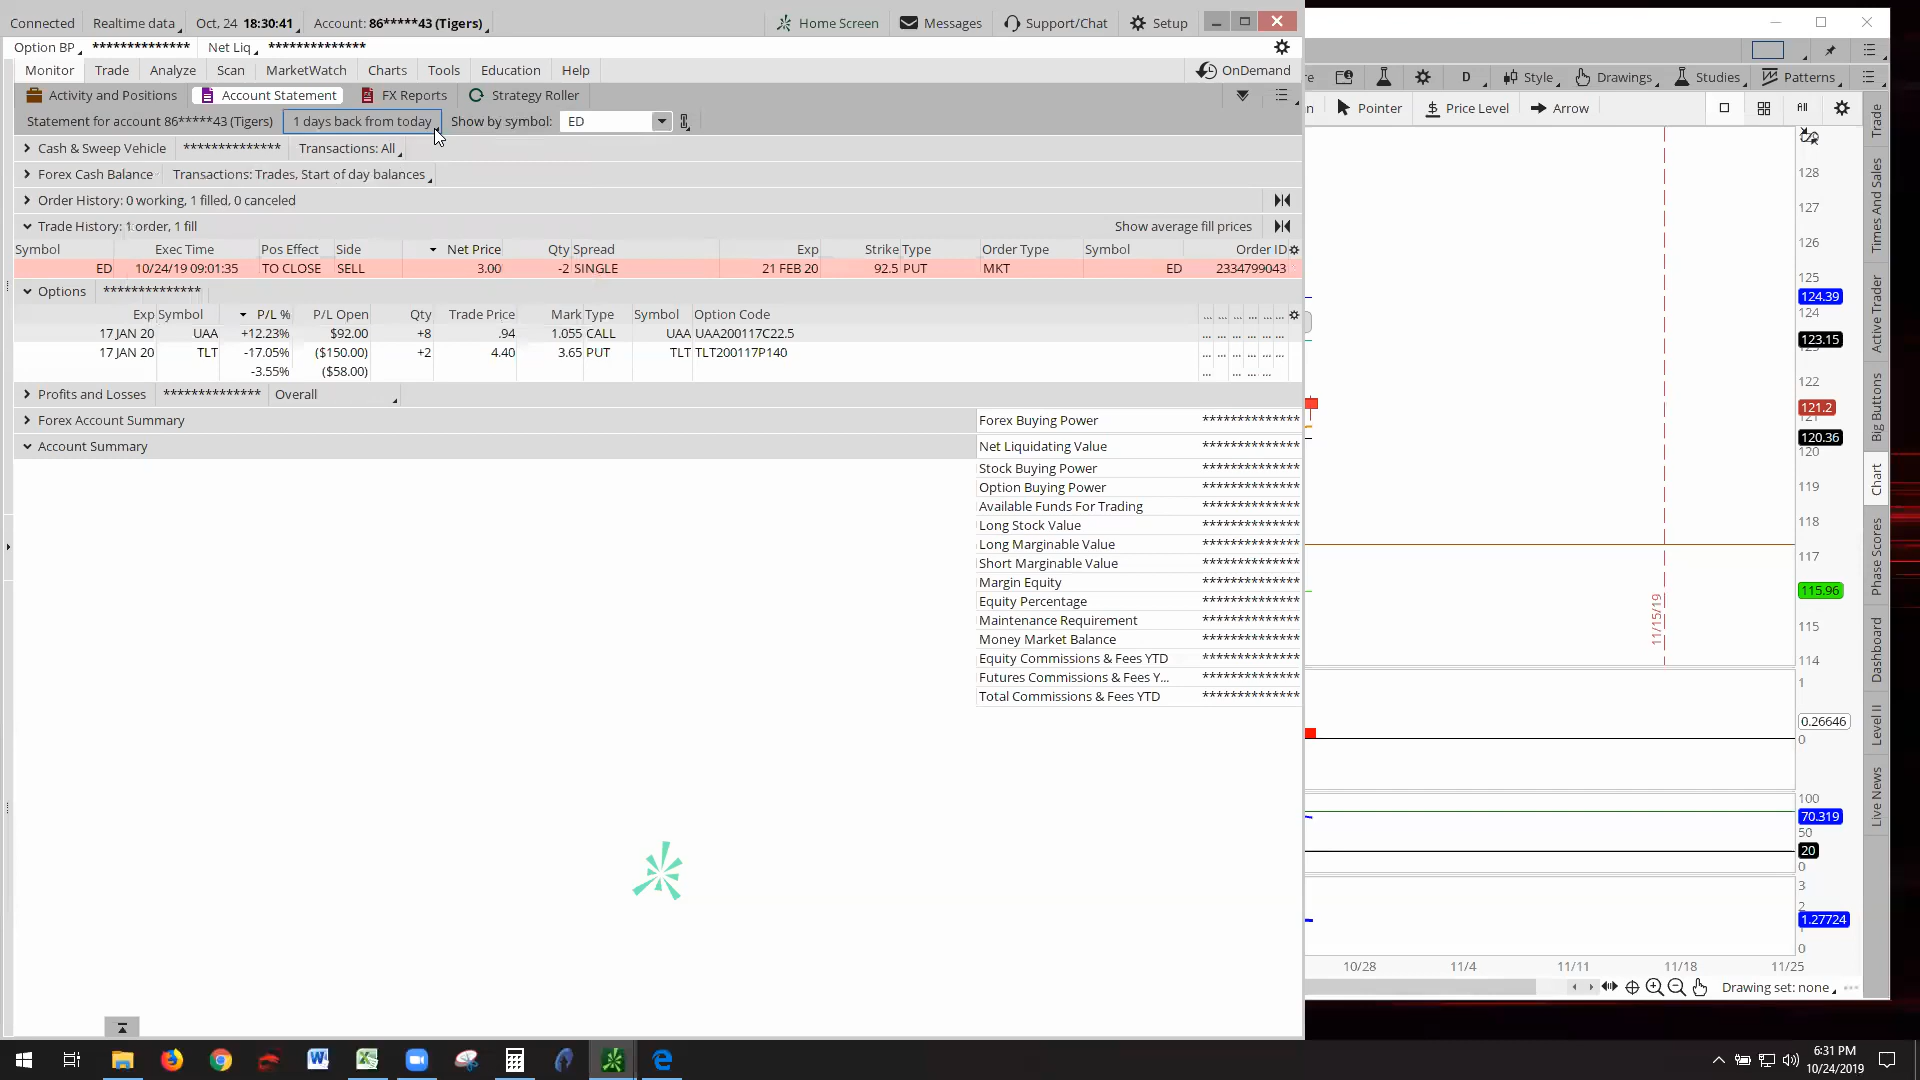 Connected Realtime data Oct, 24 18:30:41 Account: 86*****43 (Tigers) Home Screen Messages Support/Chat Setup
Option BP ************** Net Liq **************
Monitor Trade Analyze Scan MarketWatch Charts Tools Education Help OnDemand
Activity and Positions Account Statement FX Reports Strategy Roller
Statement for account 86*****43 (Tigers) 1 days back from today Show by symbol: ED
Cash & Sweep Vehicle ************** Transactions: All
Forex Cash Balance Transactions: Trades, Start of day balances
Order History: 0 working, 1 filled, 0 canceled
Trade History: 1 order, 1 fill Show average fill prices
Symbol Exec Time Pos Effect Side Net Price Qty Spread Exp Strike Type Order Type Symbol Order ID
ED 10/24/19 09:01:35 TO CLOSE SELL 3.00 -2 SINGLE 21 FEB 20 92.5 PUT MKT ED 2334799043
Options **************
Exp Symbol P/L % P/L Open Qty Trade Price Mark Type Symbol Option Code ... ... ... ... ... ...
17 JAN 20 UAA +12.23% $92.00 +8 .94 1.055 CALL UAA UAA200117C22.5 ... ... ... ... ...
17 JAN 20 TLT -17.05% ($150.00) +2 4.40 3.65 PUT TLT TLT200117P140 ... ... ... ... ...
-3.55% ($58.00) ... ... ... ...
Profits and Losses ************** Overall
Forex Account Summary Forex Buying Power **************
Account Summary Net Liquidating Value **************
Stock Buying Power **************
Option Buying Power **************
Available Funds For Trading **************
Long Stock Value **************
Long Marginable Value **************
Short Marginable Value **************
Margin Equity **************
Equity Percentage **************
Maintenance Requirement **************
Money Market Balance **************
Equity Commissions & Fees YTD **************
Futures Commissions & Fees Y... **************
Total Commissions & Fees YTD **************
D Style Drawings Studies Patterns
Pointer Price Level Arrow All
128
127
126
125
124.39
124
123.15
122
121.2
120.36
120
119
118
117
115.96
115
114
11/15/19
1
0.26646
0
100
70.319
50
20
0
3
2
1.27724
0
10/28 11/4 11/11 11/18 11/25
Drawing set: none
Trade
Times And Sales
Active Trader
Big Buttons
Chart
Phase Scores
Dashboard
Level II
Live News
6:31 PM
10/24/2019